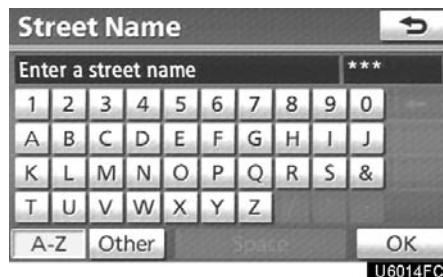 Street Name
Enter a street name ***
1 2 3 4 5 6 7 8 9 0
A B C D E F G H I J
K L M N O P Q R S &
T U V W X Y Z
A-Z Other Space OK
U6014FC